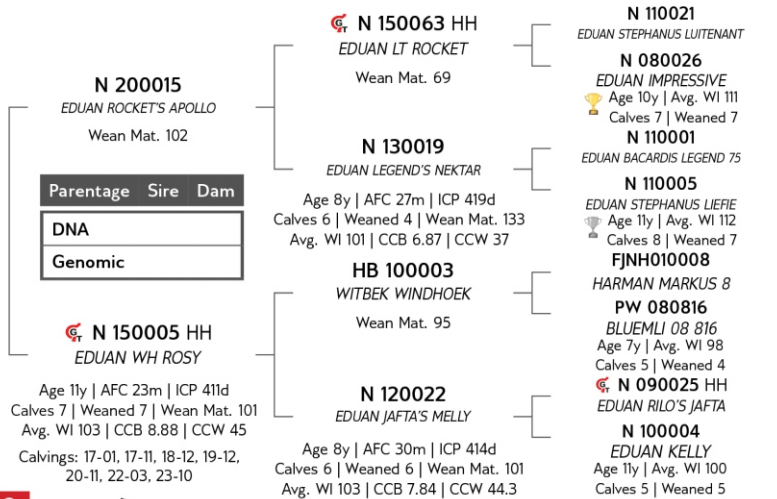 N 200015
EDUAN ROCKET'S APOLLO
Wean Mat. 102
Parentage Sire Dam
DNA
Genomic
GT N 150005 HH
EDUAN WH ROSY
Age 11y | AFC 23m | ICP 411d
Calves 7 | Weaned 7 | Wean Mat. 101
Avg. WI 103 | CCB 8.88 | CCW 45
Calvings: 17-01, 17-11, 18-12, 19-12,
20-11, 22-03, 23-10
GT N 150063 HH
EDUAN LT ROCKET
Wean Mat. 69
N 130019
EDUAN LEGEND'S NEKTAR
Age 8y | AFC 27m | ICP 419d
Calves 6 | Weaned 4 | Wean Mat. 133
Avg. WI 101 | CCB 6.87 | CCW 37
HB 100003
WITBEK WINDHOEK
Wean Mat. 95
N 120022
EDUAN JAFTA'S MELLY
Age 8y | AFC 30m | ICP 414d
Calves 6 | Weaned 6 | Wean Mat. 101
Avg. WI 103 | CCB 7.84 | CCW 44.3
N 110021
EDUAN STEPHANUS LUITENANT
N 080026
EDUAN IMPRESSIVE
Age 10y | Avg. WI 111
Calves 7 | Weaned 7
N 110001
EDUAN BACARDIS LEGEND 75
N 110005
EDUAN STEPHANUS LIEFIE
Age 11y | Avg. WI 112
Calves 8 | Weaned 7
FJNH010008
HARMAN MARKUS 8
PW 080816
BLUEMLI 08 816
Age 7y | Avg. WI 98
Calves 5 | Weaned 4
GT N 090025 HH
EDUAN RILO'S JAFTA
N 100004
EDUAN KELLY
Age 11y | Avg. WI 100
Calves 5 | Weaned 5